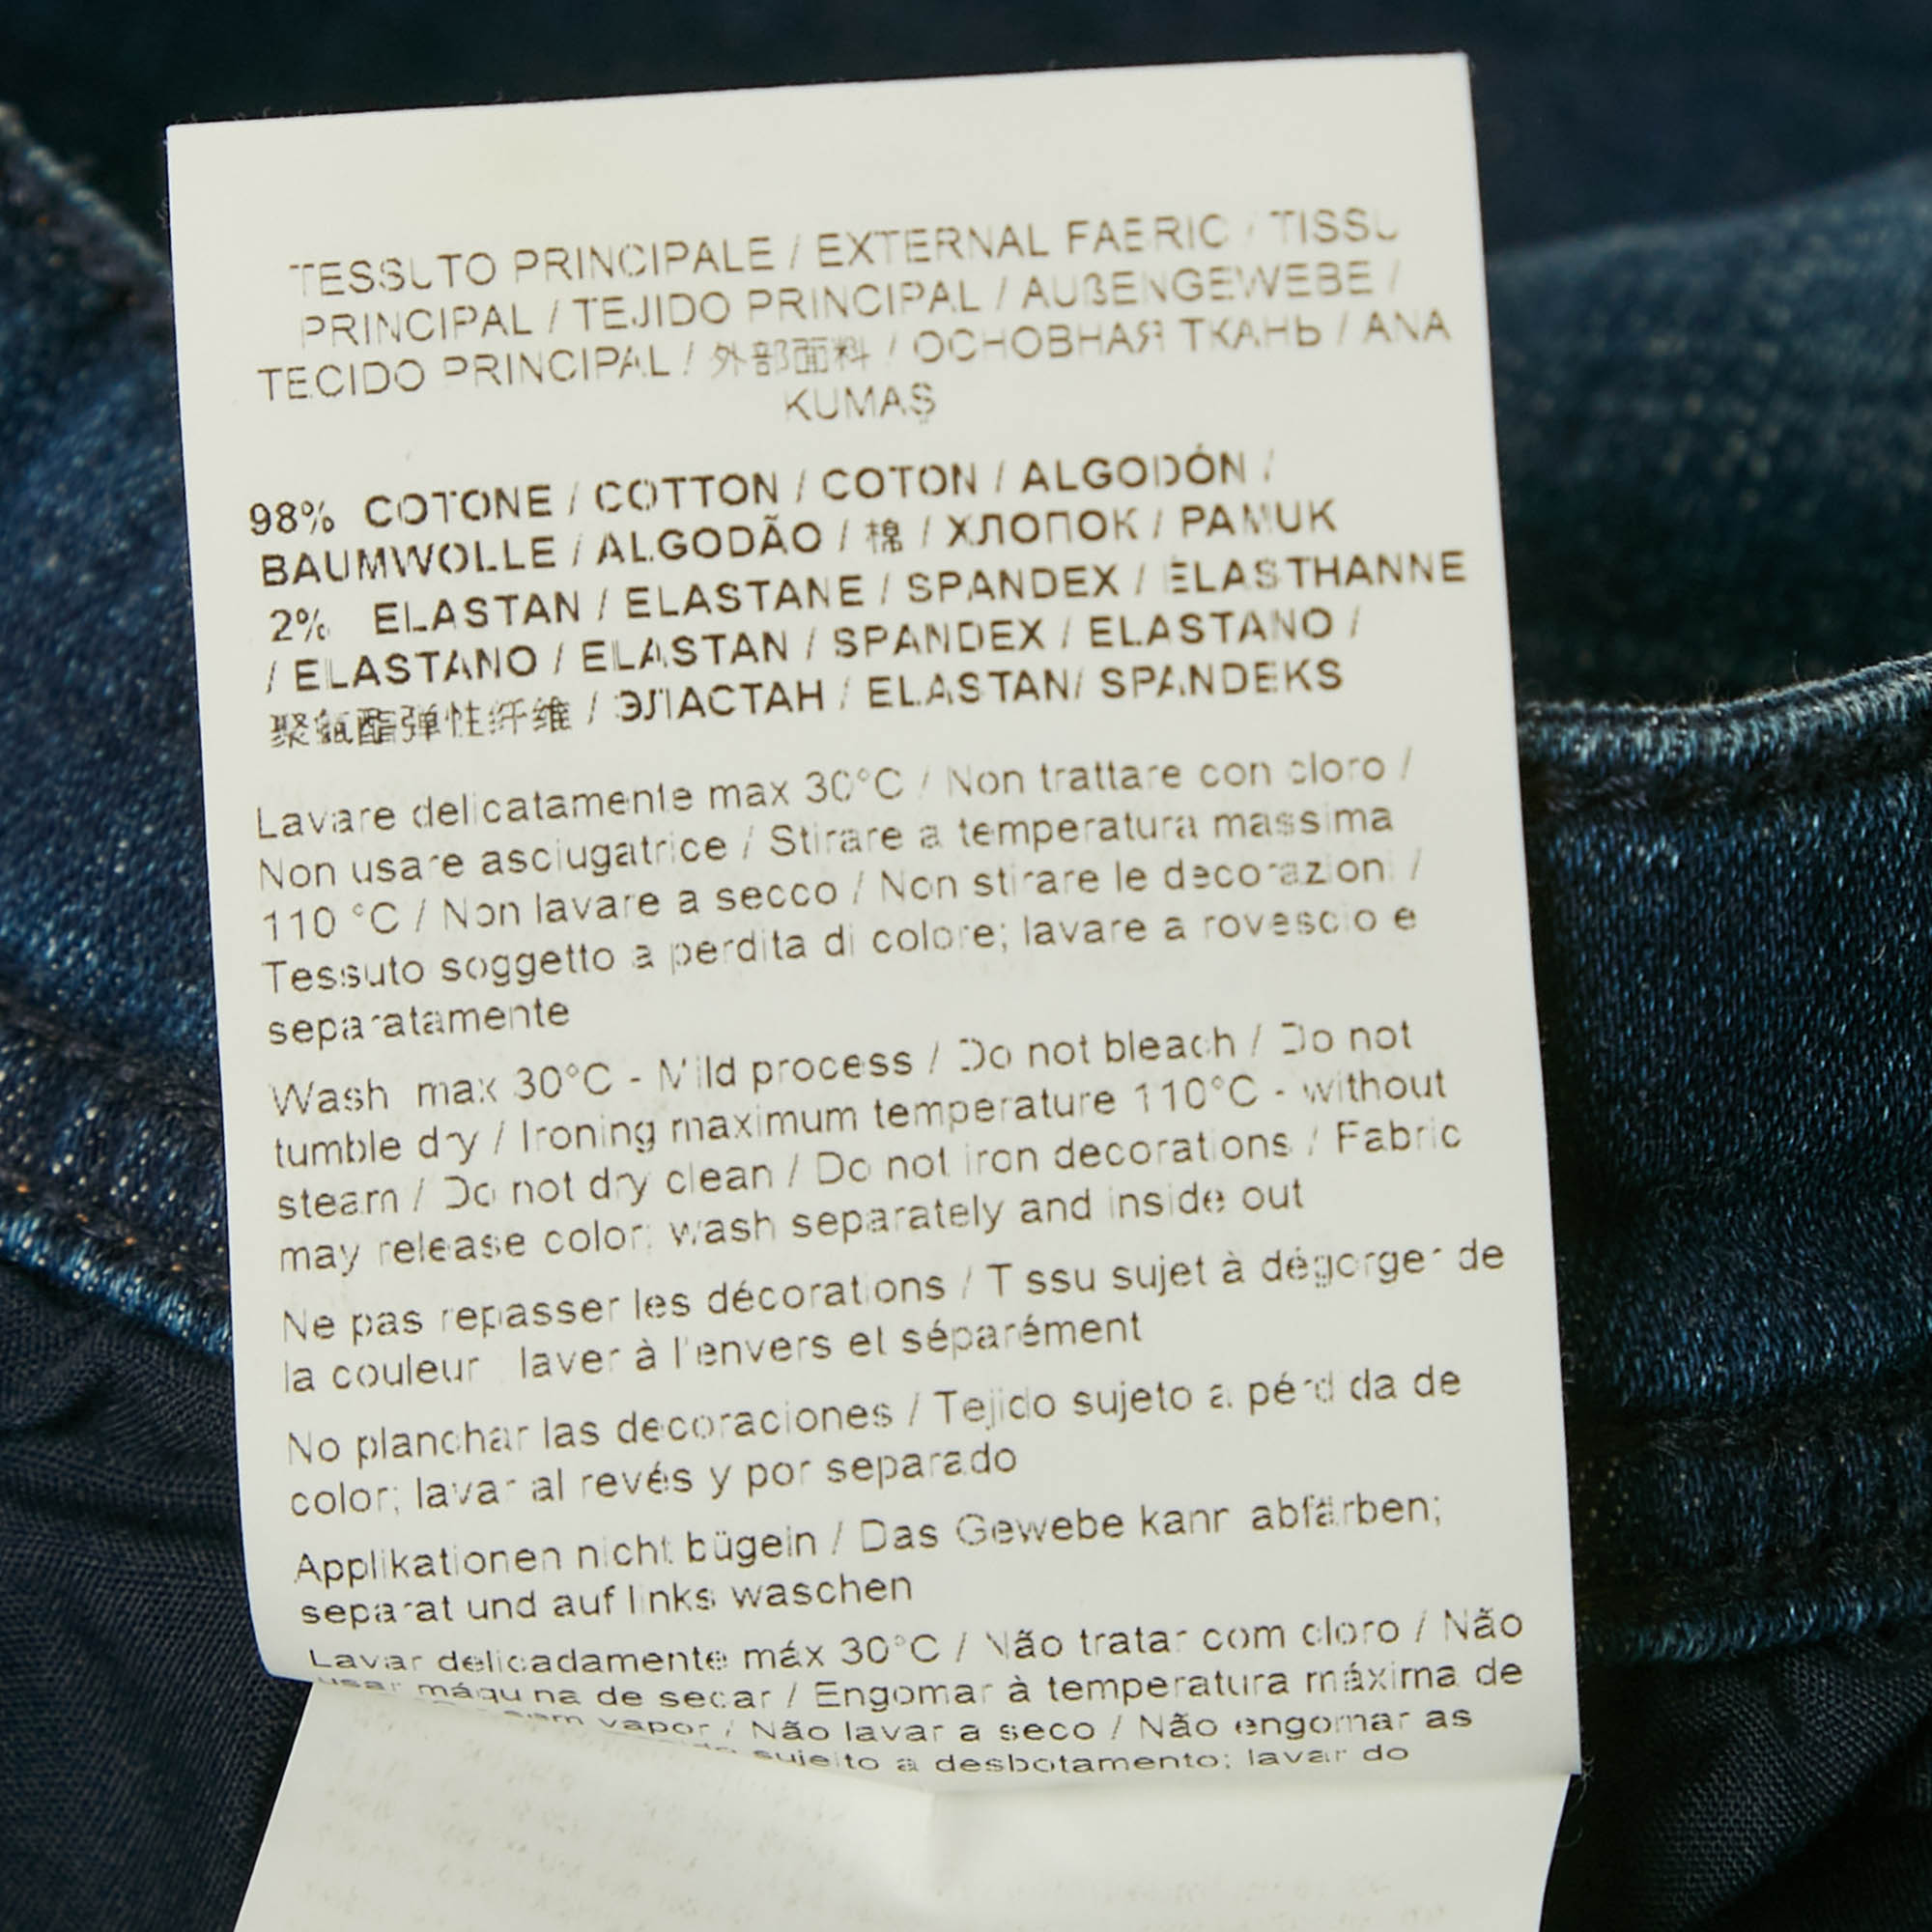 TESSUTO PRINCIPALE / EXTERNAL FABRIC / TISSU
PRINCIPAL / TEJIDO PRINCIPAL / AUßENGEWEBE /
TECIDO PRINCIPAL / 外部面料 / ОСНОВНАЯ ТКАНЬ / ANA
KUMAŞ
98% COTONE / COTTON / COTON / ALGODÓN /
BAUMWOLLE / ALGODÃO / 棉 / ХЛОПОК / PAMUK
2% ELASTAN / ELASTANE / SPANDEX / ÉLASTHANNE
/ ELASTANO / ELASTAN / SPANDEX / ELASTANO /
聚氨酯弹性纤维 / ЭЛАСТАН / ELASTAN/ SPANDEKS
Lavare delicatamente max 30°C / Non trattare con cloro /
Non usare asciugatrice / Stirare a temperatura massima
110 °C / Non lavare a secco / Non stirare le decorazioni /
Tessuto soggetto a perdita di colore; lavare a rovescio e
separatamente
Wash max 30°C - Mild process / Do not bleach / Do not
tumble dry / Ironing maximum temperature 110°C - without
steam / Do not dry clean / Do not iron decorations / Fabric
may release color; wash separately and inside out
Ne pas repasser les décorations / Tissu sujet à dégorger de
la couleur ; laver à l'envers et séparément
No planchar las decoraciones / Tejido sujeto a pérdida de
color; lavar al revés y por separado
Applikationen nicht bügeln / Das Gewebe kann abfärben;
separat und auf links waschen
Lavar delicadamente máx 30°C / Não tratar com cloro / Não
usar máquina de secar / Engomar à temperatura máxima de
sem vapor / Não lavar a seco / Não engomar as
sujeito a desbotamento; lavar do